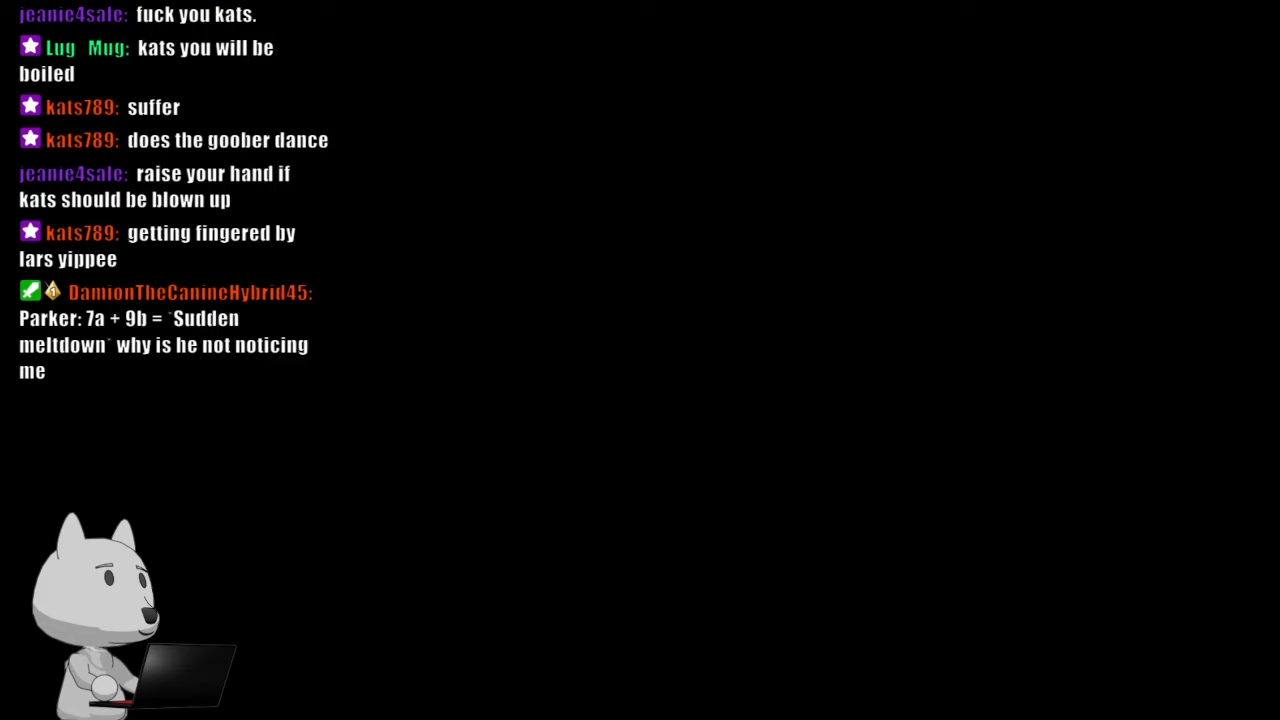 jeanie4sale: fuck you kats.
Lug_Mug: kats you will be
boiled
kats789: suffer
kats789: does the goober dance
jeanie4sale: raise your hand if
kats should be blown up
kats789: getting fingered by
lars yippee
1 DamionTheCanineHybrid45:
Parker: 7a + 9b = *Sudden
meltdown* why is he not noticing
me